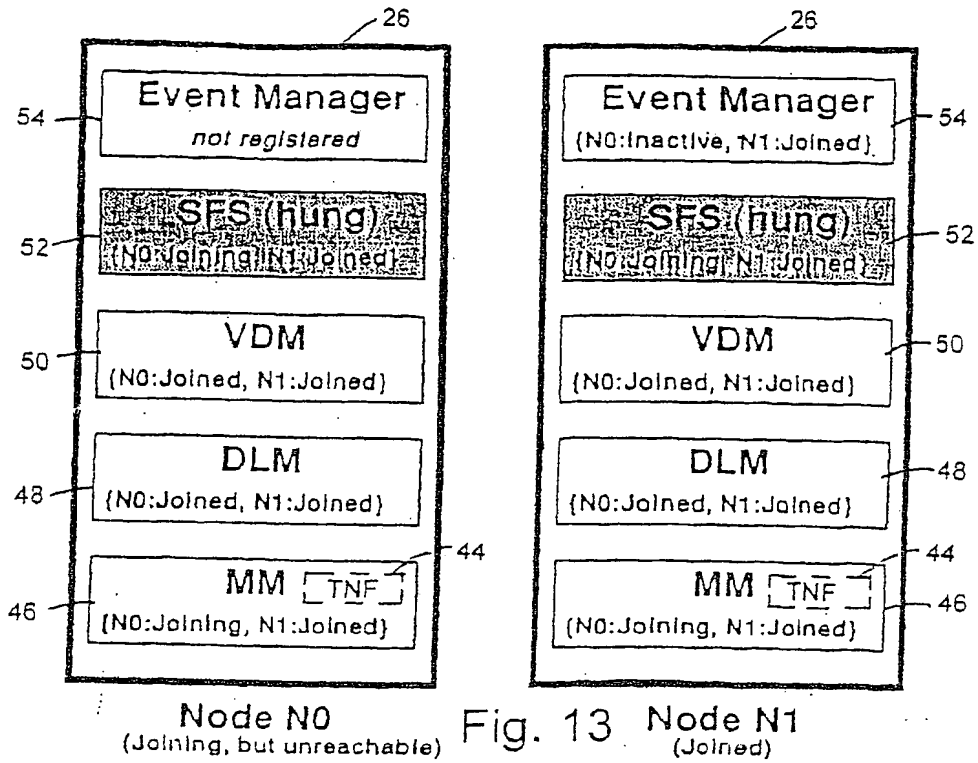 26
Event Manager
not registered
54
SFS (hung)
{N0:Joining, N1:Joined}
52
VDM
{N0:Joined, N1:Joined}
50
DLM
{N0:Joined, N1:Joined}
48
44
MM
TNF
{N0:Joining, N1:Joined}
46
Node N0
(Joining, but unreachable)
26
Event Manager
{N0:Inactive, N1:Joined}
54
SFS (hung)
{N0:Joining, N1:Joined}
52
VDM
{N0:Joined, N1:Joined}
50
DLM
{N0:Joined, N1:Joined}
48
44
MM
TNF
{N0:Joining, N1:Joined}
46
Node N1
(Joined)
Fig. 13